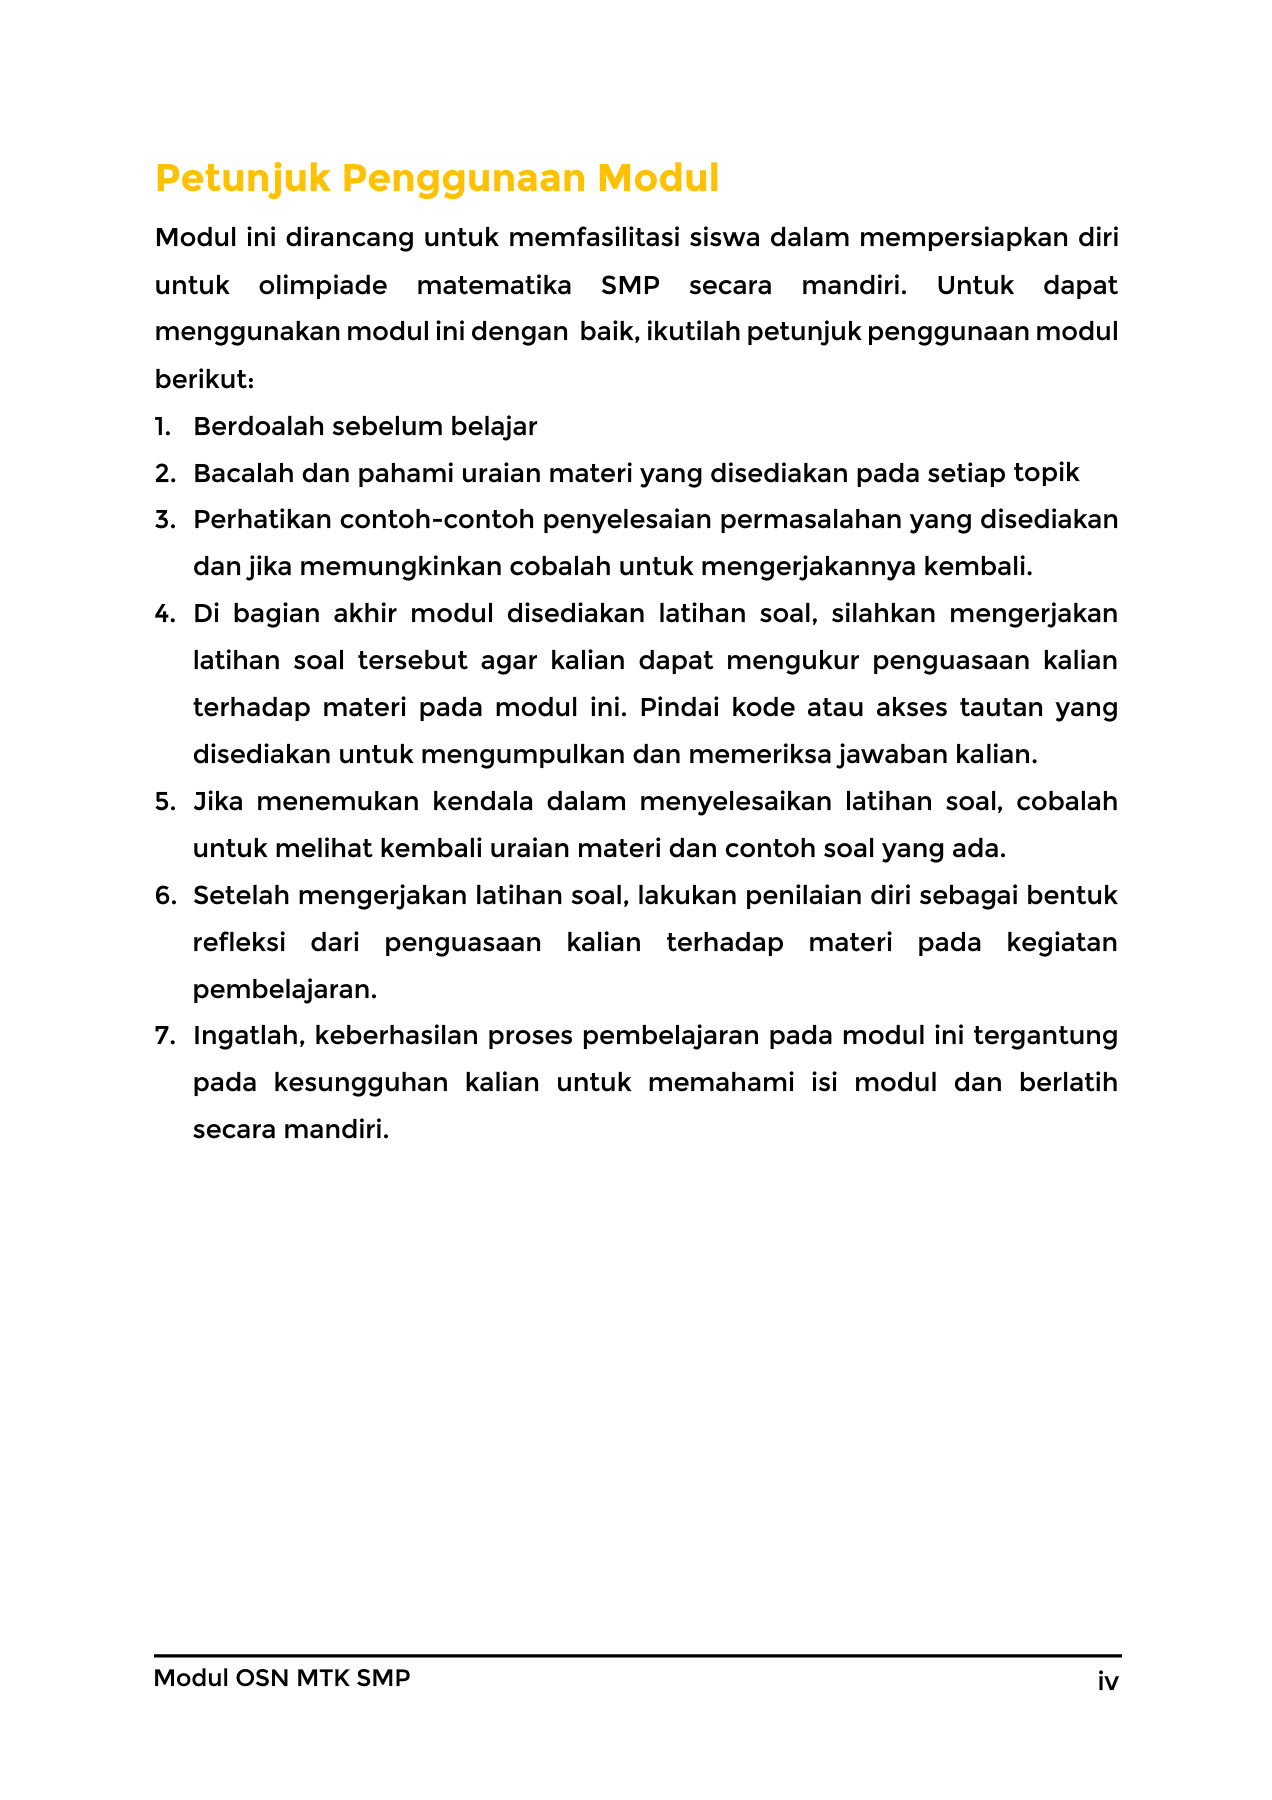 Petunjuk Penggunaan Modul
Modul ini dirancang untuk memfasilitasi siswa dalam mempersiapkan diri
untuk olimpiade matematika SMP secara mandiri. Untuk dapat
menggunakan modul ini dengan baik, ikutilah petunjuk penggunaan modul
berikut:
1. Berdoalah sebelum belajar
2. Bacalah dan pahami uraian materi yang disediakan pada setiap topik
3. Perhatikan contoh-contoh penyelesaian permasalahan yang disediakan
dan jika memungkinkan cobalah untuk mengerjakannya kembali.
4. Di bagian akhir modul disediakan latihan soal, silahkan mengerjakan
latihan soal tersebut agar kalian dapat mengukur penguasaan kalian
terhadap materi pada modul ini. Pindai kode atau akses tautan yang
disediakan untuk mengumpulkan dan memeriksa jawaban kalian.
5. Jika menemukan kendala dalam menyelesaikan latihan soal, cobalah
untuk melihat kembali uraian materi dan contoh soal yang ada.
6. Setelah mengerjakan latihan soal, lakukan penilaian diri sebagai bentuk
refleksi dari penguasaan kalian terhadap materi pada kegiatan
pembelajaran.
7. Ingatlah, keberhasilan proses pembelajaran pada modul ini tergantung
pada kesungguhan kalian untuk memahami isi modul dan berlatih
secara mandiri.
Modul OSN MTK SMP iv